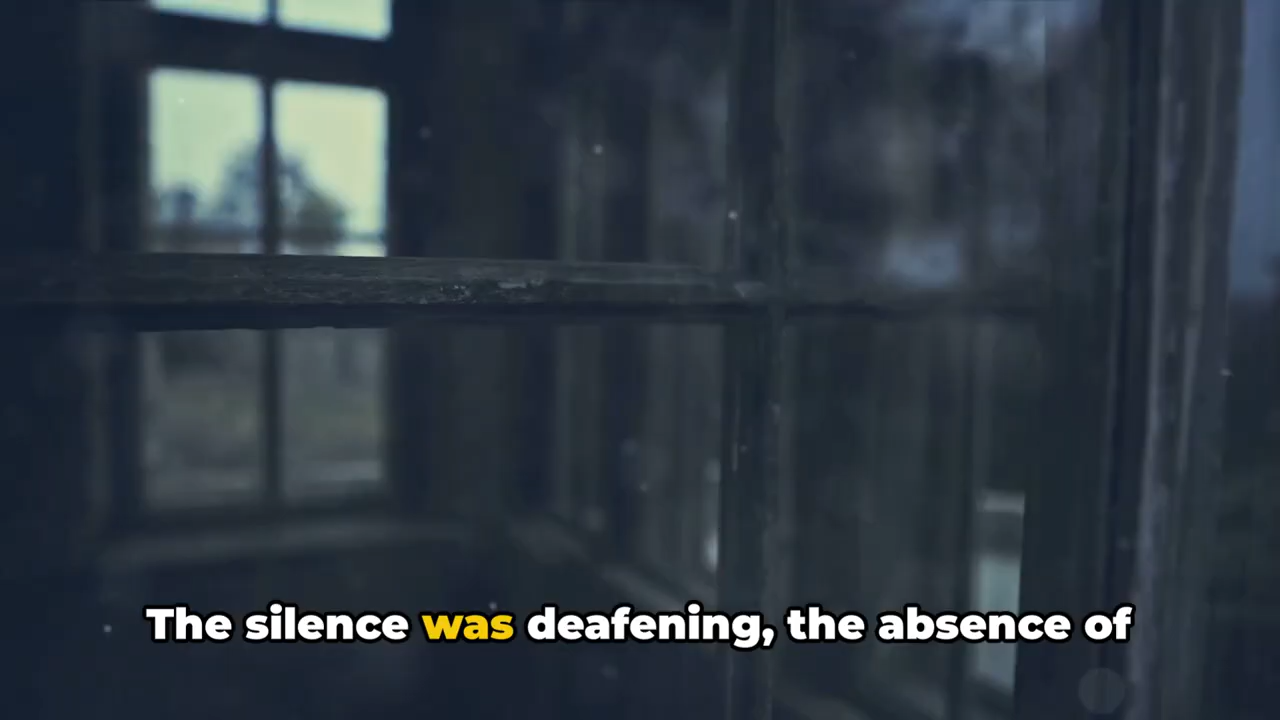 The silence was deafening, the absence of